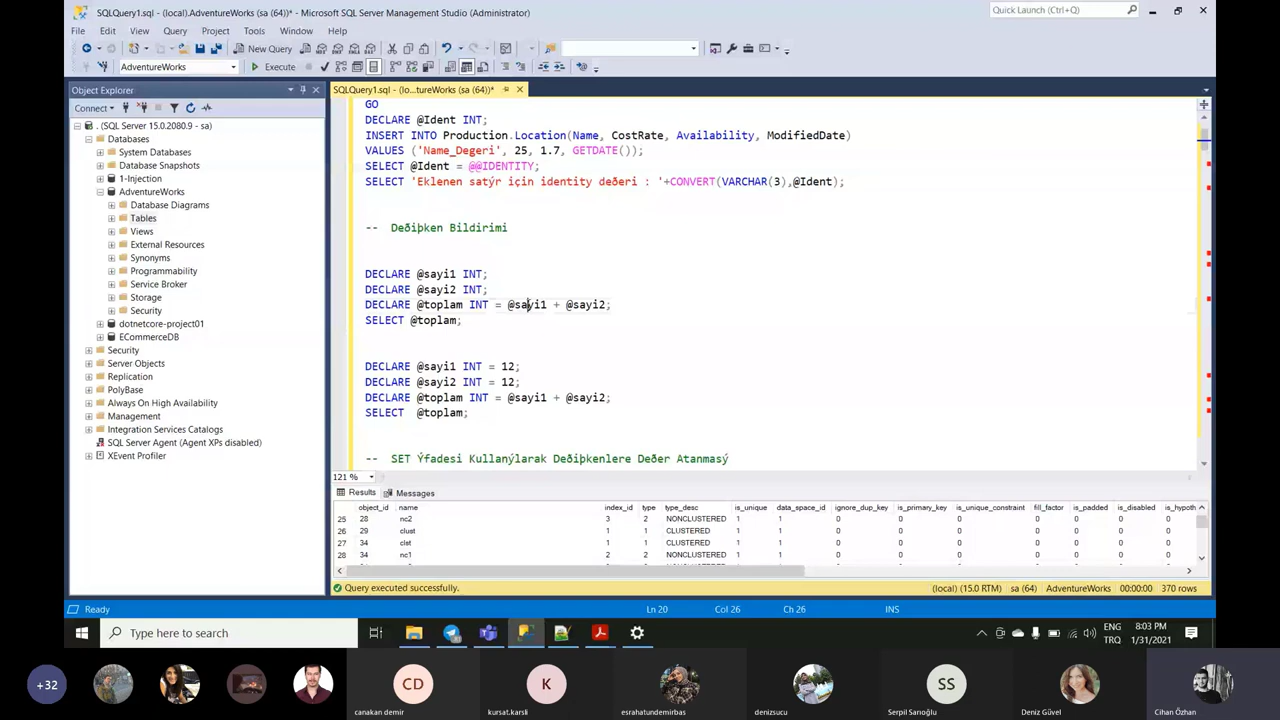 SQLQuery1.sql - (local).AdventureWorks (sa (64))* - Microsoft SQL Server Management Studio (Administrator)
Quick Launch (Ctrl+Q)
File Edit View Query Project Tools Window Help
New Query
AdventureWorks
Execute
Object Explorer
Connect
. (SQL Server 15.0.2080.9 - sa)
Databases
System Databases
Database Snapshots
1-Injection
AdventureWorks
Database Diagrams
Tables
Views
External Resources
Synonyms
Programmability
Service Broker
Storage
Security
dotnetcore-project01
ECommerceDB
Security
Server Objects
Replication
PolyBase
Always On High Availability
Management
Integration Services Catalogs
SQL Server Agent (Agent XPs disabled)
XEvent Profiler
SQLQuery1.sql - (lo...tureWorks (sa (64))*
GO
DECLARE @Ident INT;
INSERT INTO Production.Location(Name, CostRate, Availability, ModifiedDate)
VALUES ('Name_Degeri', 25, 1.7, GETDATE());
SELECT @Ident = @@IDENTITY;
SELECT 'Eklenen satýr için identity deðeri : '+CONVERT(VARCHAR(3),@Ident);
-- Deðiþken Bildirimi
DECLARE @sayi1 INT;
DECLARE @sayi2 INT;
DECLARE @toplam INT = @sayi1 + @sayi2;
SELECT @toplam;
DECLARE @sayi1 INT = 12;
DECLARE @sayi2 INT = 12;
DECLARE @toplam INT = @sayi1 + @sayi2;
SELECT @toplam;
-- SET Ýfadesi Kullanýlarak Deðiþkenlere Deðer Atanmasý
121 %
Results Messages
object_id name index_id type type_desc is_unique data_space_id ignore_dup_key is_primary_key is_unique_constraint fill_factor is_padded is_disabled is_hypoth
25 28 nc2 3 2 NONCLUSTERED 1 1 0 0 0 0 0 0 0
26 29 clust 1 1 CLUSTERED 1 1 0 0 0 0 0 0 0
27 34 clst 1 1 CLUSTERED 1 1 0 0 0 0 0 0 0
28 34 nc1 2 2 NONCLUSTERED 1 1 0 0 0 0 0 0 0
Query executed successfully.
(local) (15.0 RTM) sa (64) AdventureWorks 00:00:00 370 rows
Ready
Ln 20 Col 26 Ch 26 INS
Type here to search
ENG
TRQ
8:03 PM
1/31/2021
+32
CD
canakan demir
K
kursat.karsli
esrahatundemirbas
denizsucu
SS
Serpil Sarıoğlu
Deniz Güvel
Cihan Özhan